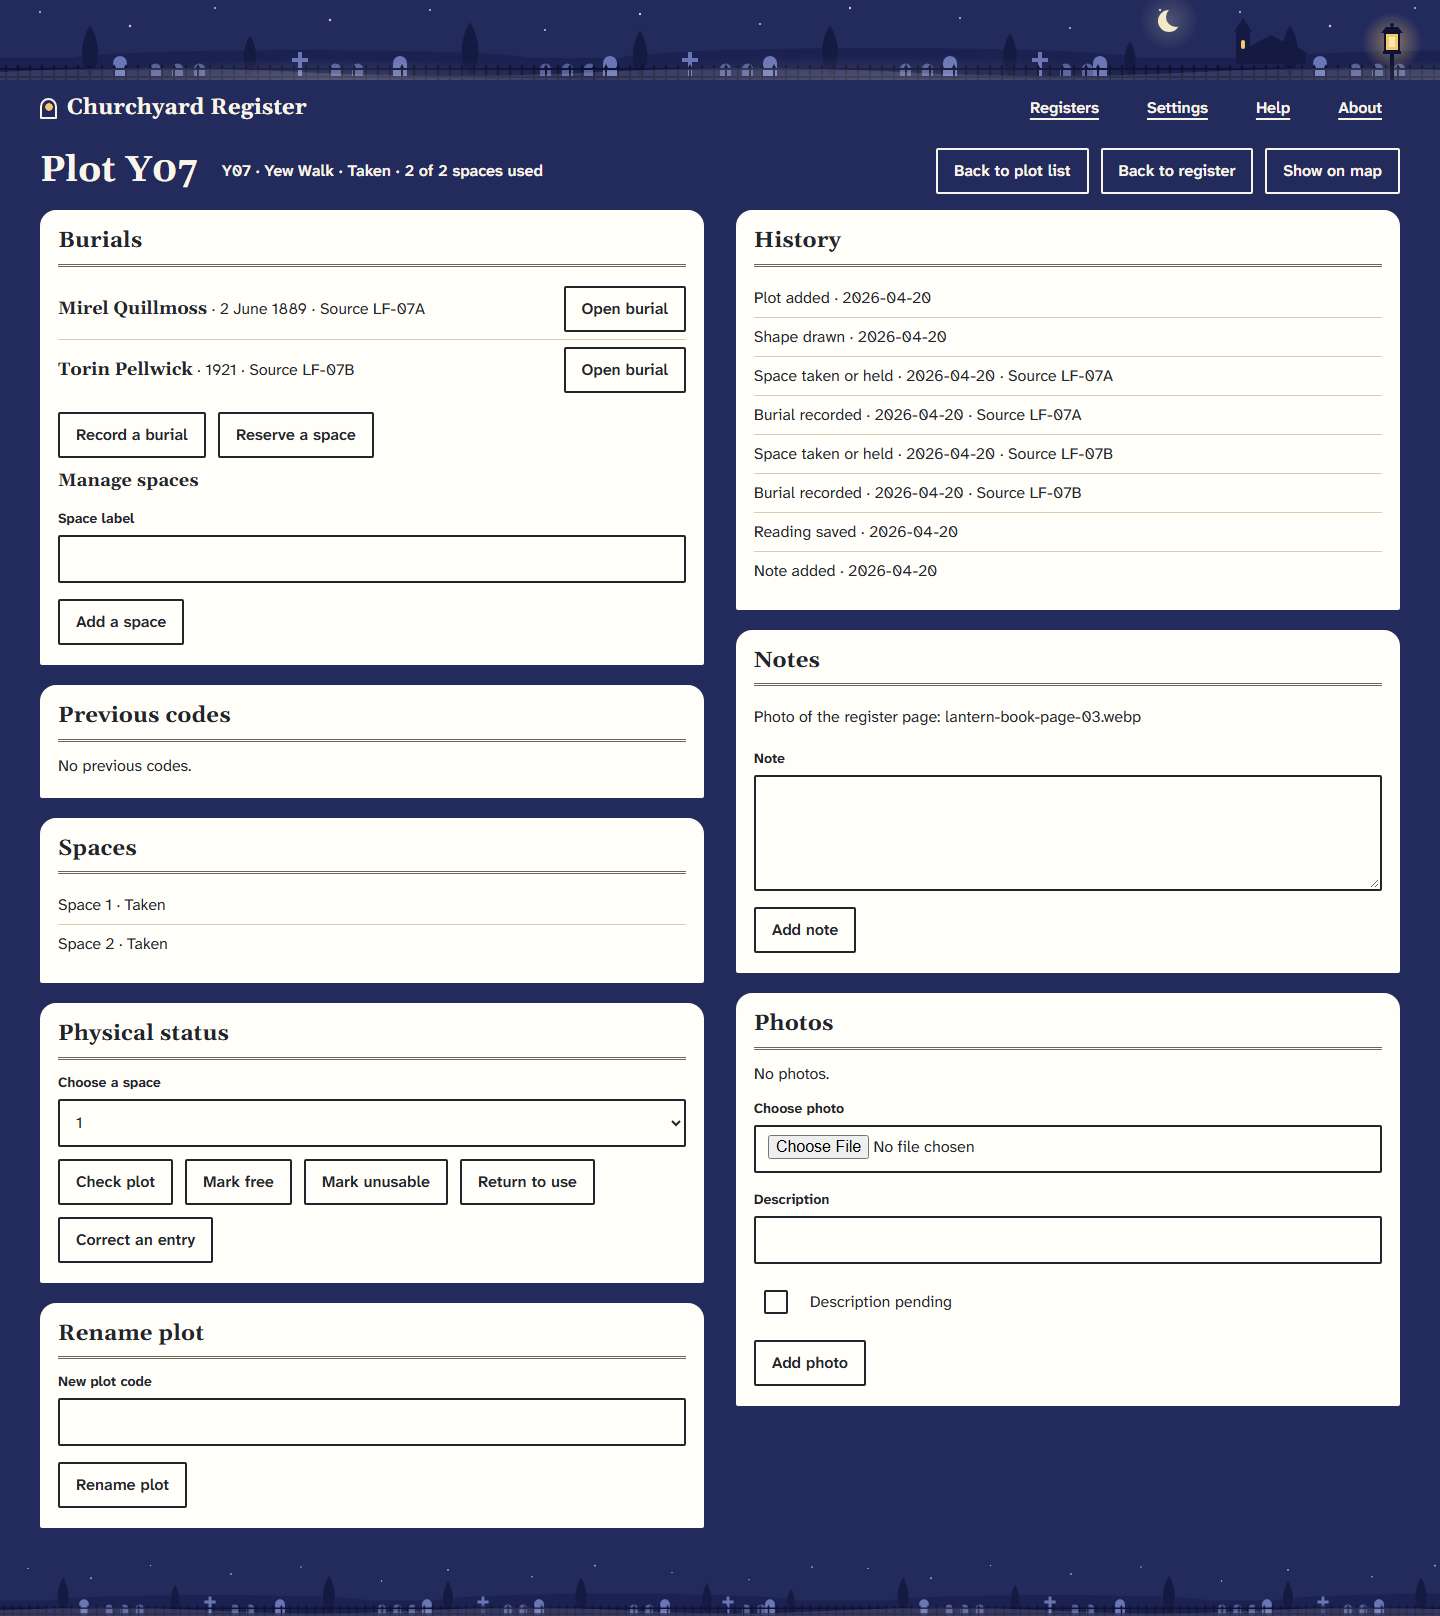 Churchyard Register
Registers
Settings
Help
About
Plot Y07
Y07 · Yew Walk · Taken · 2 of 2 spaces used
Back to plot list
Back to register
Show on map
Burials
Mirel Quillmoss · 2 June 1889 · Source LF-07A
Open burial
Torin Pellwick · 1921 · Source LF-07B
Open burial
Record a burial
Reserve a space
Manage spaces
Space label
Add a space
Previous codes
No previous codes.
Spaces
Space 1 · Taken
Space 2 · Taken
Physical status
Choose a space
1
Check plot
Mark free
Mark unusable
Return to use
Correct an entry
Rename plot
New plot code
Rename plot
History
Plot added · 2026-04-20
Shape drawn · 2026-04-20
Space taken or held · 2026-04-20 · Source LF-07A
Burial recorded · 2026-04-20 · Source LF-07A
Space taken or held · 2026-04-20 · Source LF-07B
Burial recorded · 2026-04-20 · Source LF-07B
Reading saved · 2026-04-20
Note added · 2026-04-20
Notes
Photo of the register page: lantern-book-page-03.webp
Note
Add note
Photos
No photos.
Choose photo
Choose File No file chosen
Description
Description pending
Add photo